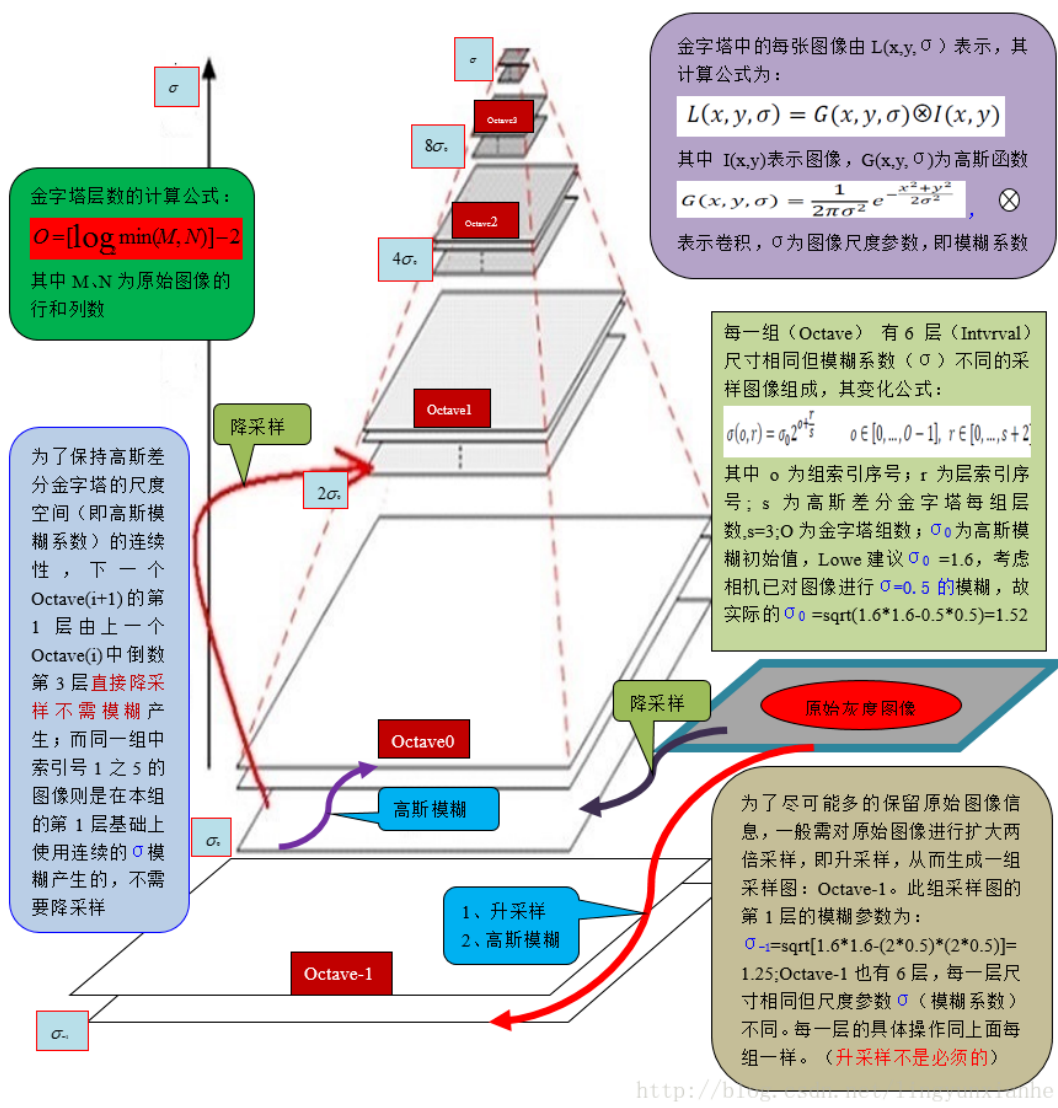 σ
σ
金字塔中的每张图像由 L(x,y,σ）表示，其
计算公式为：
L(x,y,σ) = G(x,y,σ)⊗I(x,y)
其中 I(x,y)表示图像，G(x,y,σ)为高斯函数
G(x,y,σ) = 1/(2πσ²) e^(-(x²+y²)/(2σ²))，⊗
表示卷积，σ为图像尺度参数，即模糊系数
Octave3
8σ₀
金字塔层数的计算公式：
O=[log min(M,N)]-2
其中 M、N 为原始图像的
行和列数
Octave2
4σ₀
每一组（Octave） 有 6 层（Intvrval）
尺寸相同但模糊系数（σ）不同的采
样图像组成，其变化公式：
σ(o,r)=σ₀2^(o+r/s) o∈[0,...,O-1], r∈[0,...,s+2]
其中 o 为组索引序号；r 为层索引序
号；s 为高斯差分金字塔每组层
数,s=3;O 为金字塔组数；σ₀为高斯模
糊初始值，Lowe 建议σ₀ =1.6，考虑
相机已对图像进行σ=0.5 的模糊，故
实际的σ₀ =sqrt(1.6*1.6-0.5*0.5)=1.52
Octave1
降采样
2σ₀
为了保持高斯差
分金字塔的尺度
空间（即高斯模
糊系数）的连续
性，下一个
Octave(i+1)的第
1 层由上一个
Octave(i)中倒数
第 3 层直接降采
样不需模糊产
生；而同一组中
索引号 1 之 5 的
图像则是在本组
的第 1 层基础上
使用连续的σ模
糊产生的，不需
要降采样
降采样
原始灰度图像
Octave0
高斯模糊
σ₀
为了尽可能多的保留原始图像信
息，一般需对原始图像进行扩大两
倍采样，即升采样，从而生成一组
采样图：Octave-1。此组采样图的
第 1 层的模糊参数为：
σ₋₁=sqrt[1.6*1.6-(2*0.5)*(2*0.5)]=
1.25;Octave-1 也有 6 层，每一层尺
寸相同但尺度参数σ（模糊系数）
不同。每一层的具体操作同上面每
组一样。（升采样不是必须的）
1、升采样
2、高斯模糊
Octave-1
σ₋₁
http://blog.csdn.net/lingyunxianhe